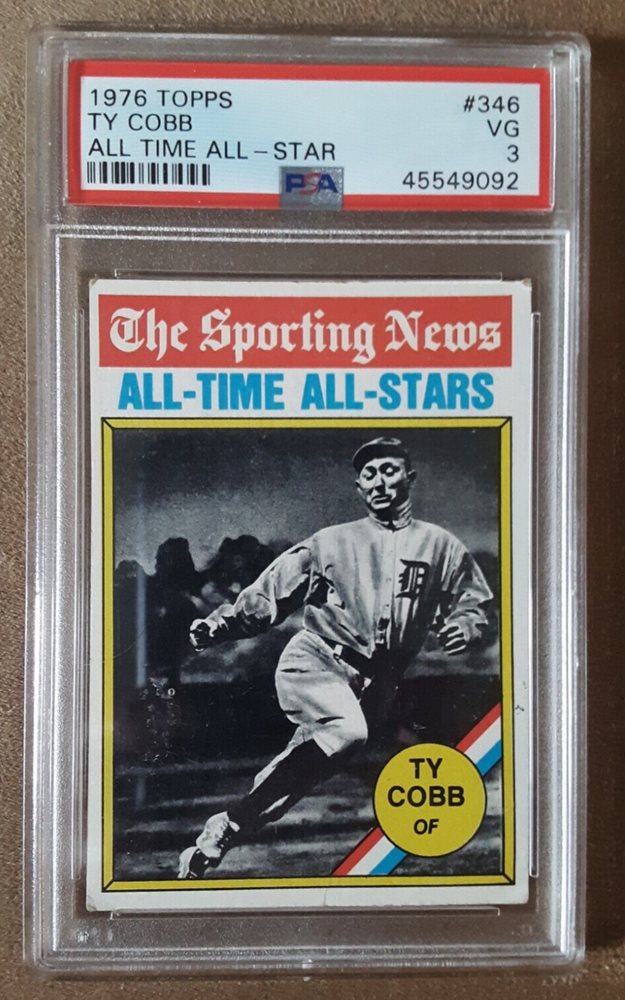 1976 TOPPS #346
TY COBB VG
ALL TIME ALL-STAR 3
PSA 45549092
The Sporting News
ALL-TIME ALL-STARS
D
TY
COBB
OF